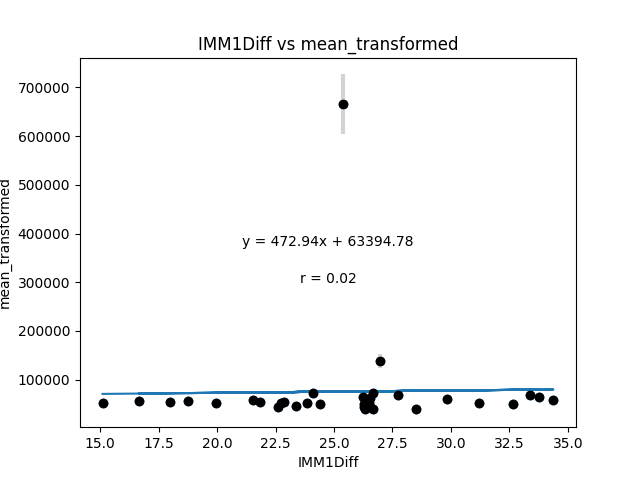 IMM1Diff vs mean_transformed
700000
600000
500000
400000
300000
200000
100000
mean_transformed
y = 472.94x + 63394.78
r = 0.02
15.0 17.5 20.0 22.5 25.0 27.5 30.0 32.5 35.0
IMM1Diff